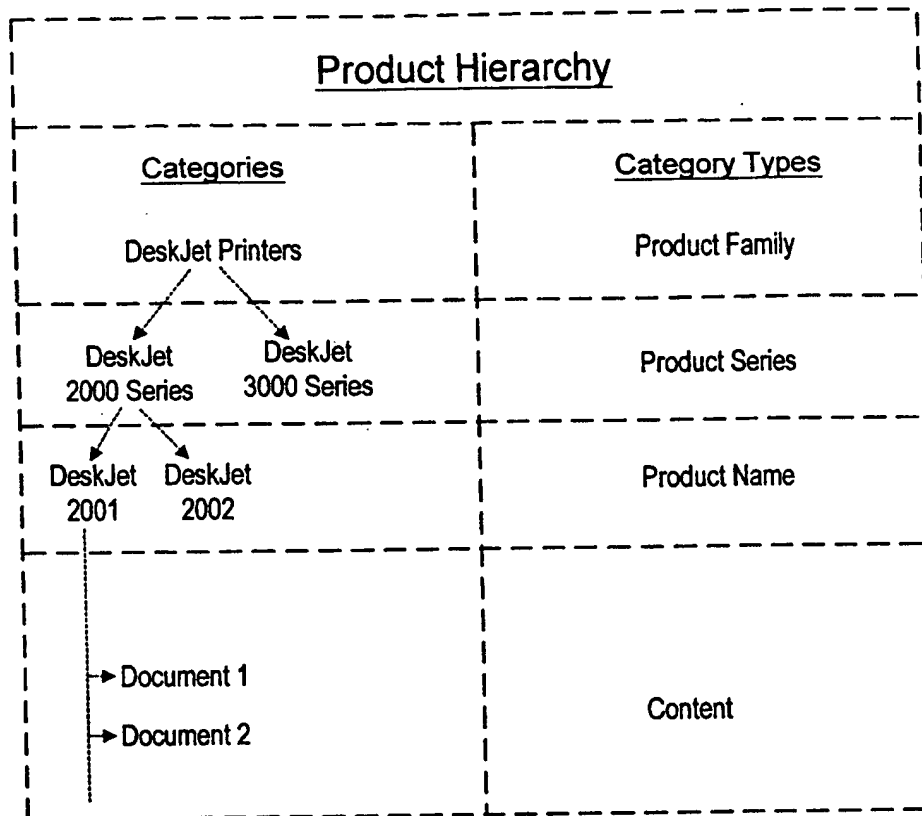 Product Hierarchy
Categories
Category Types
DeskJet Printers
Product Family
DeskJet
2000 Series
DeskJet
3000 Series
Product Series
DeskJet
2001
DeskJet
2002
Product Name
Document 1
Document 2
Content